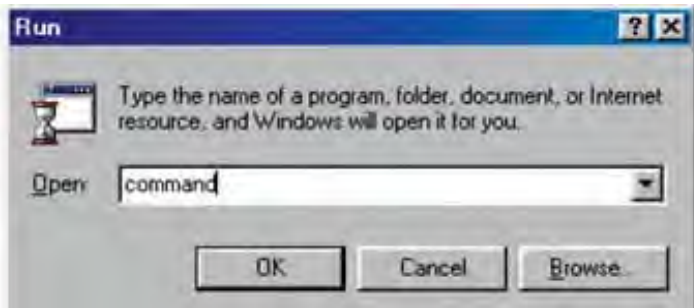 Run
Type the name of a program, folder, document, or Internet
resource, and Windows will open it for you.
Open: command
OK Cancel Browse...